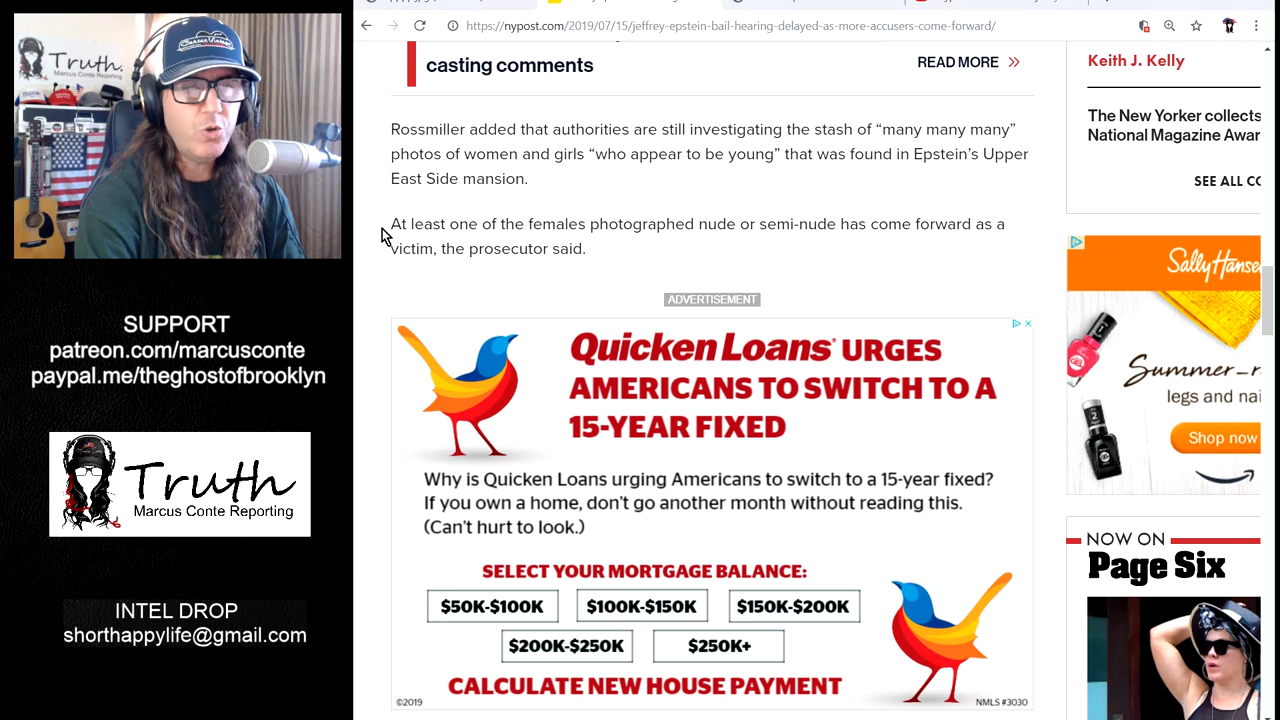 Truth.
Marcus Conte Reporting
SUPPORT
patreon.com/marcusconte
paypal.me/theghostofbrooklyn
Truth
Marcus Conte Reporting
INTEL DROP
shorthappylife@gmail.com
https://nypost.com/2019/07/15/jeffrey-epstein-bail-hearing-delayed-as-more-accusers-come-forward/
casting comments
READ MORE
Rossmiller added that authorities are still investigating the stash of “many many many”
photos of women and girls “who appear to be young” that was found in Epstein’s Upper
East Side mansion.
At least one of the females photographed nude or semi-nude has come forward as a
victim, the prosecutor said.
ADVERTISEMENT
Quicken Loans® URGES
AMERICANS TO SWITCH TO A
15-YEAR FIXED
Why is Quicken Loans urging Americans to switch to a 15-year fixed?
If you own a home, don't go another month without reading this.
(Can't hurt to look.)
SELECT YOUR MORTGAGE BALANCE:
$50K-$100K
$100K-$150K
$150K-$200K
$200K-$250K
$250K+
CALCULATE NEW HOUSE PAYMENT
©2019
NMLS #3030
Keith J. Kelly
The New Yorker collects
National Magazine Awar
SEE ALL CO
Sally Hanse
Summer-r
legs and nai
Shop now
NOW ON
Page Six